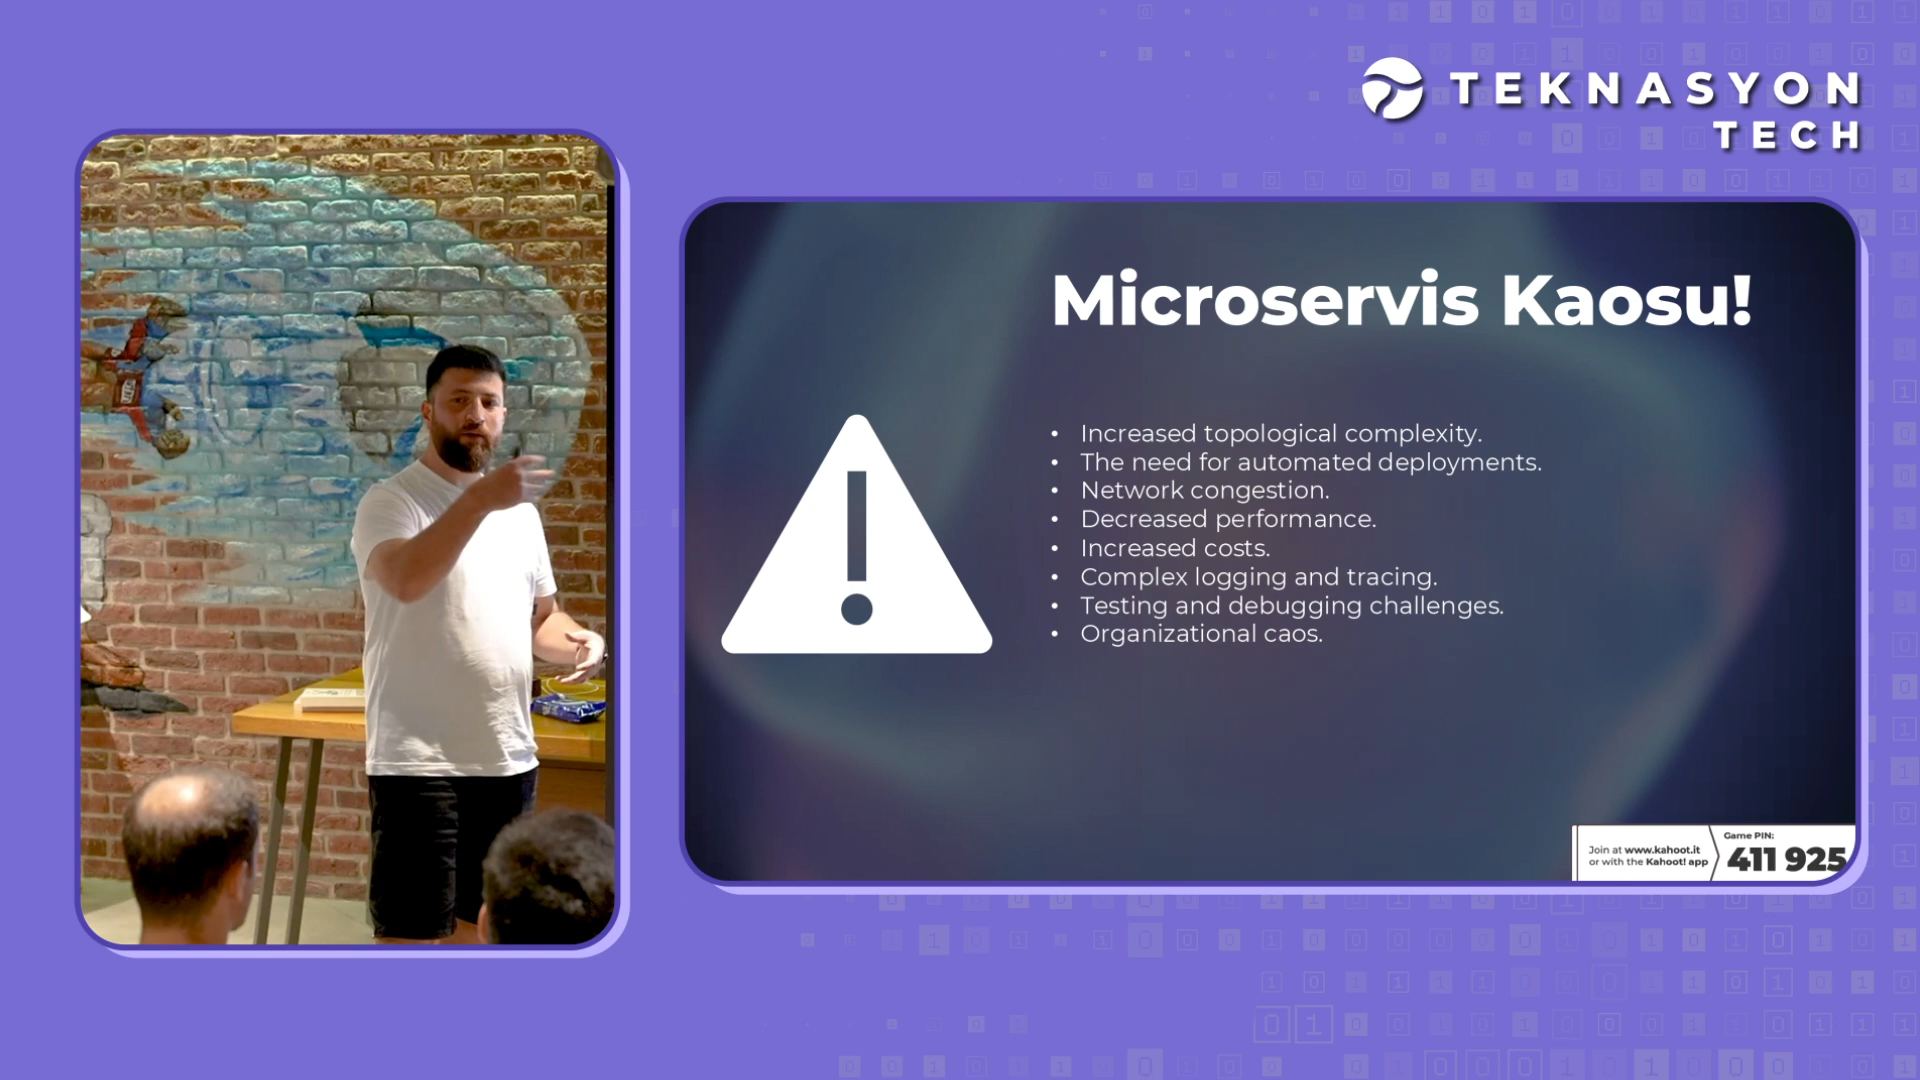 TEKNASYON
TECH
Microservis Kaosu!
• Increased topological complexity.
• The need for automated deployments.
• Network congestion.
• Decreased performance.
• Increased costs.
• Complex logging and tracing.
• Testing and debugging challenges.
• Organizational caos.
Join at www.kahoot.it
or with the Kahoot! app
Game PIN:
411 925